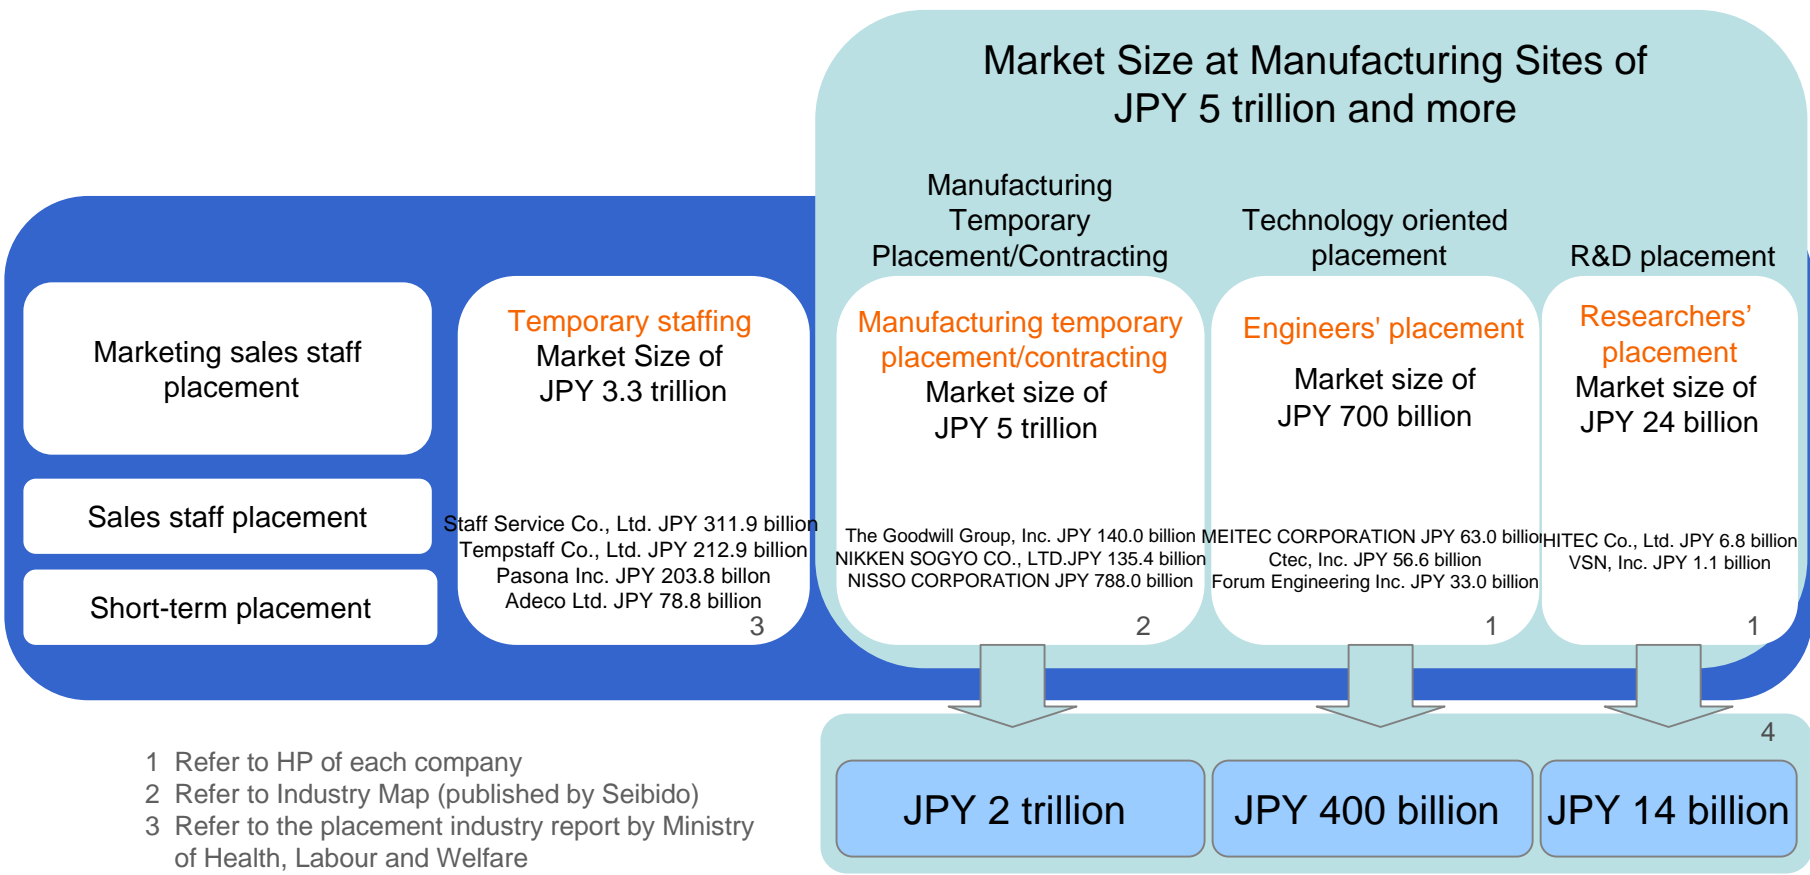 Market Size at Manufacturing Sites of
JPY 5 trillion and more
Manufacturing
Temporary
Placement/Contracting
Technology oriented
placement
R&D placement
Marketing sales staff
placement
Sales staff placement
Short-term placement
Temporary staffing
Market Size of
JPY 3.3 trillion
Staff Service Co., Ltd. JPY 311.9 billion
Tempstaff Co., Ltd. JPY 212.9 billion
Pasona Inc. JPY 203.8 billon
Adeco Ltd. JPY 78.8 billion
3
Manufacturing temporary
placement/contracting
Market size of
JPY 5 trillion
The Goodwill Group, Inc. JPY 140.0 billion
NIKKEN SOGYO CO., LTD.JPY 135.4 billion
NISSO CORPORATION JPY 788.0 billion
2
Engineers' placement
Market size of
JPY 700 billion
MEITEC CORPORATION JPY 63.0 billion
Ctec, Inc. JPY 56.6 billion
Forum Engineering Inc. JPY 33.0 billion
1
Researchers’
placement
Market size of
JPY 24 billion
HITEC Co., Ltd. JPY 6.8 billion
VSN, Inc. JPY 1.1 billion
1
4
JPY 2 trillion
JPY 400 billion
JPY 14 billion
1 Refer to HP of each company
2 Refer to Industry Map (published by Seibido)
3 Refer to the placement industry report by Ministry
of Health, Labour and Welfare